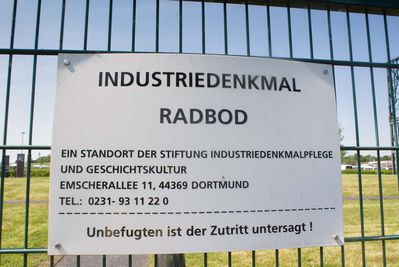 INDUSTRIEDENKMAL
RADBOD
EIN STANDORT DER STIFTUNG INDUSTRIEDENKMALPFLEGE
UND GESCHICHTSKULTUR
EMSCHERALLEE 11, 44369 DORTMUND
TEL.: 0231- 93 11 22 0
Unbefugten ist der Zutritt untersagt !